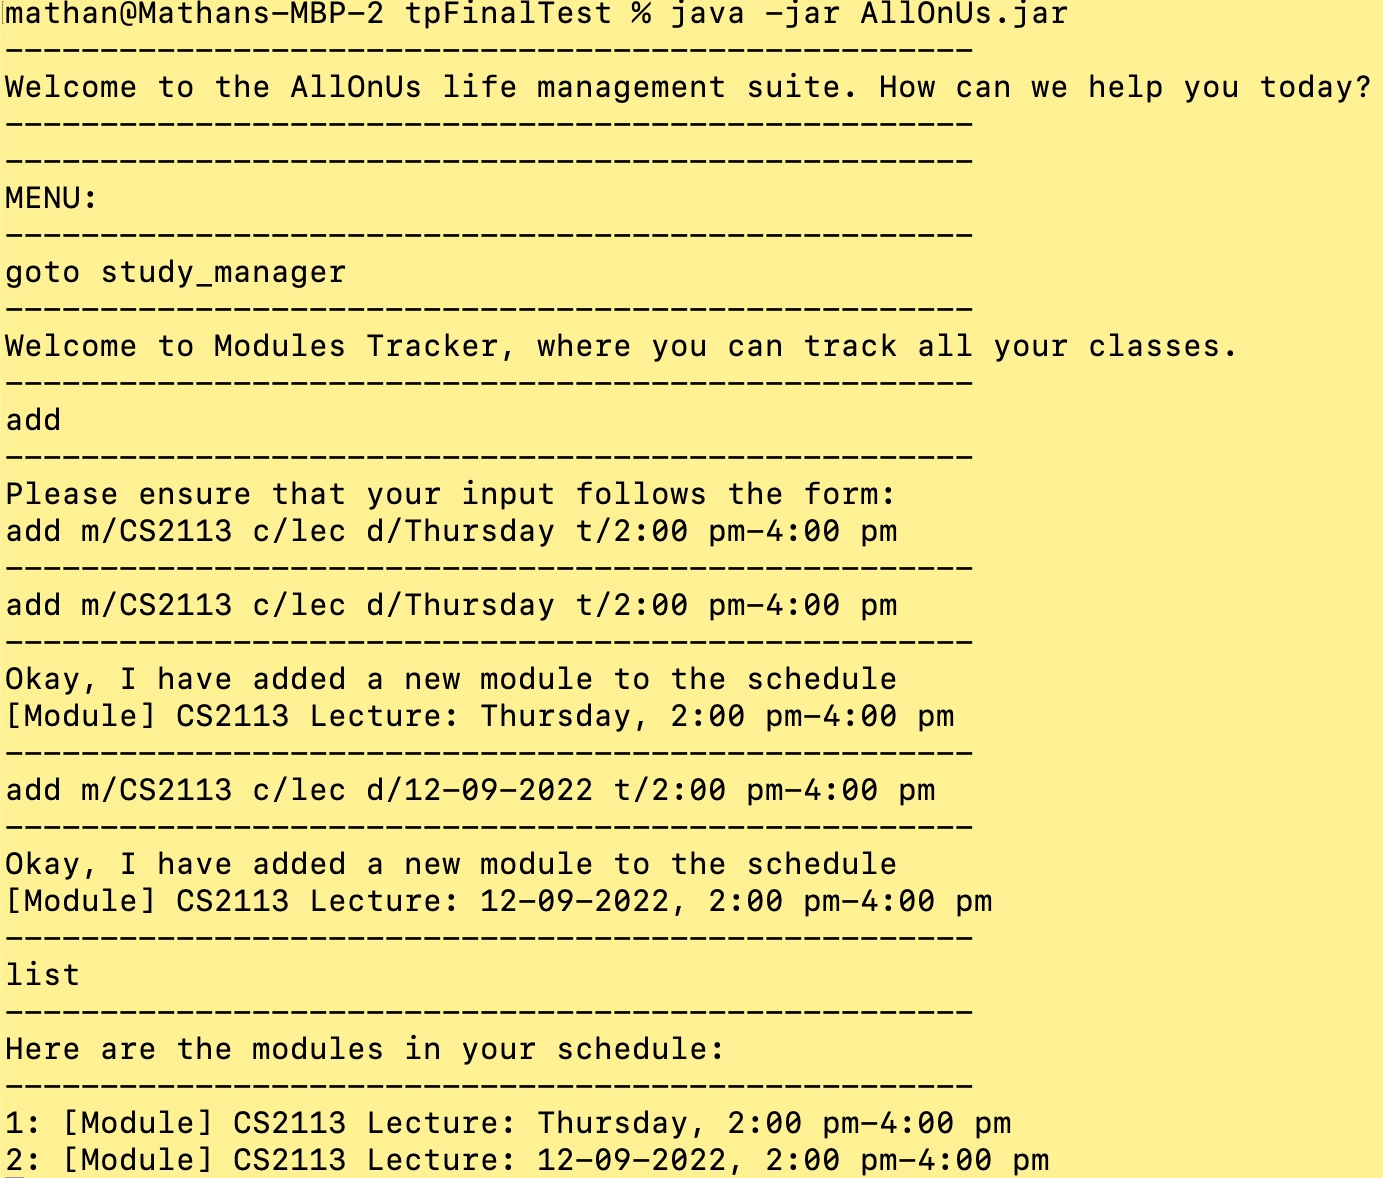 mathan@Mathans-MBP-2 tpFinalTest % java -jar AllOnUs.jar
---------------------------------------------------
Welcome to the AllOnUs life management suite. How can we help you today?
---------------------------------------------------
---------------------------------------------------
MENU:
---------------------------------------------------
goto study_manager
---------------------------------------------------
Welcome to Modules Tracker, where you can track all your classes.
---------------------------------------------------
add
---------------------------------------------------
Please ensure that your input follows the form:
add m/CS2113 c/lec d/Thursday t/2:00 pm-4:00 pm
---------------------------------------------------
add m/CS2113 c/lec d/Thursday t/2:00 pm-4:00 pm
---------------------------------------------------
Okay, I have added a new module to the schedule
[Module] CS2113 Lecture: Thursday, 2:00 pm-4:00 pm
---------------------------------------------------
add m/CS2113 c/lec d/12-09-2022 t/2:00 pm-4:00 pm
---------------------------------------------------
Okay, I have added a new module to the schedule
[Module] CS2113 Lecture: 12-09-2022, 2:00 pm-4:00 pm
---------------------------------------------------
list
---------------------------------------------------
Here are the modules in your schedule:
---------------------------------------------------
1: [Module] CS2113 Lecture: Thursday, 2:00 pm-4:00 pm
2: [Module] CS2113 Lecture: 12-09-2022, 2:00 pm-4:00 pm